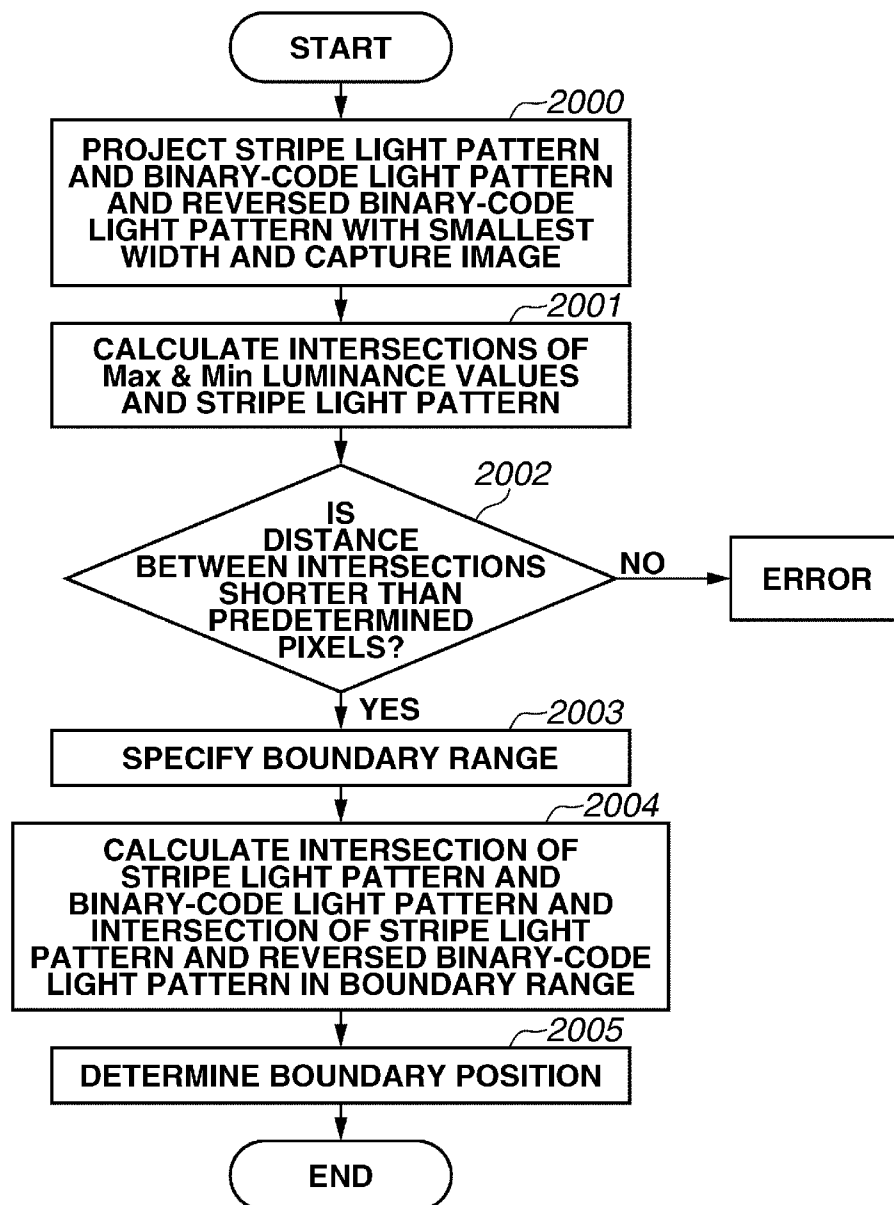 START
2000
PROJECT STRIPE LIGHT PATTERN
AND BINARY-CODE LIGHT PATTERN
AND REVERSED BINARY-CODE
LIGHT PATTERN WITH SMALLEST
WIDTH AND CAPTURE IMAGE
2001
CALCULATE INTERSECTIONS OF
Max & Min LUMINANCE VALUES
AND STRIPE LIGHT PATTERN
2002
IS
DISTANCE
BETWEEN INTERSECTIONS
SHORTER THAN
PREDETERMINED
PIXELS?
NO
ERROR
YES
2003
SPECIFY BOUNDARY RANGE
2004
CALCULATE INTERSECTION OF
STRIPE LIGHT PATTERN AND
BINARY-CODE LIGHT PATTERN AND
INTERSECTION OF STRIPE LIGHT
PATTERN AND REVERSED BINARY-CODE
LIGHT PATTERN IN BOUNDARY RANGE
2005
DETERMINE BOUNDARY POSITION
END